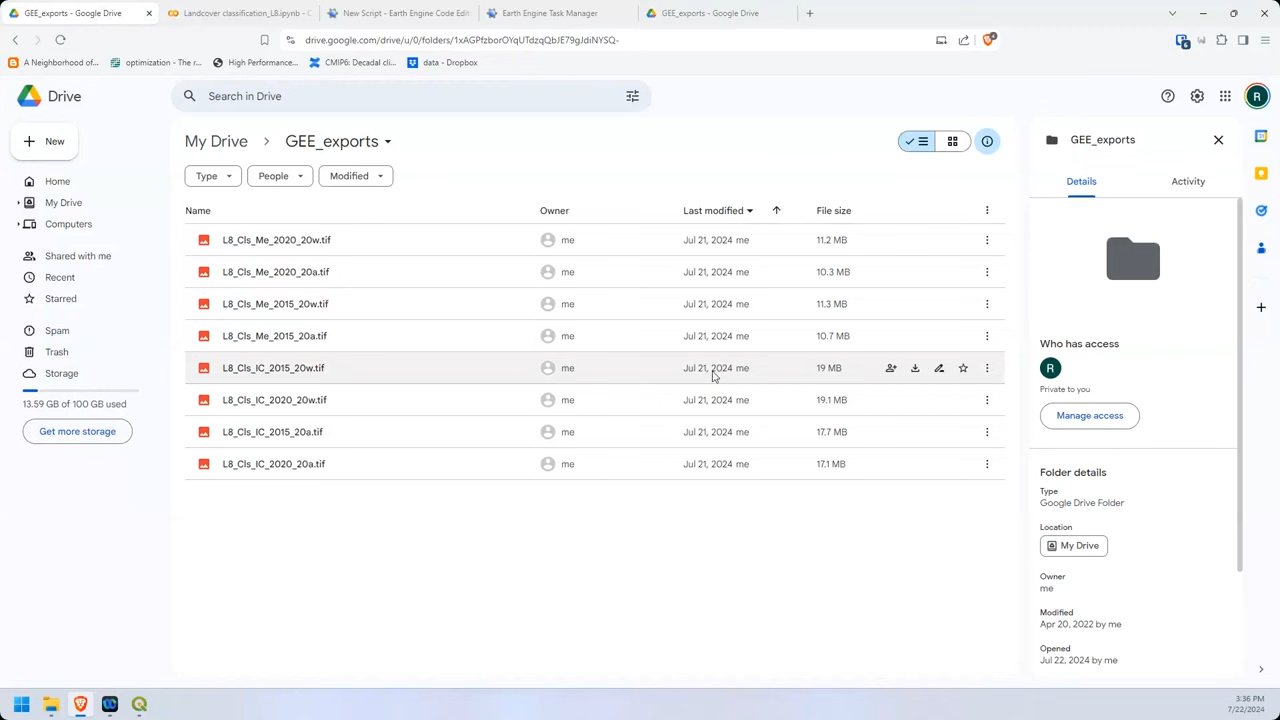 GEE_exports - Google Drive
Landcover classification_L8.ipynb - C
New Script - Earth Engine Code Edit
Earth Engine Task Manager
GEE_exports - Google Drive
drive.google.com/drive/u/0/folders/1xAGPfzborOYqUTdzqQbJE79gJdiNYSQ-
A Neighborhood of...
optimization - The r...
High Performance...
CMIP6: Decadal cli...
data - Dropbox
Drive
Search in Drive
New
My Drive
GEE_exports
GEE_exports
Type
People
Modified
Details
Activity
Home
My Drive
Computers
Shared with me
Recent
Starred
Spam
Trash
Storage
13.59 GB of 100 GB used
Get more storage
Name Owner Last modified File size
L8_Cls_Me_2020_20w.tif me Jul 21, 2024 me 11.2 MB
L8_Cls_Me_2020_20a.tif me Jul 21, 2024 me 10.3 MB
L8_Cls_Me_2015_20w.tif me Jul 21, 2024 me 11.3 MB
L8_Cls_Me_2015_20a.tif me Jul 21, 2024 me 10.7 MB
L8_Cls_IC_2015_20w.tif me Jul 21, 2024 me 19 MB
L8_Cls_IC_2020_20w.tif me Jul 21, 2024 me 19.1 MB
L8_Cls_IC_2015_20a.tif me Jul 21, 2024 me 17.7 MB
L8_Cls_IC_2020_20a.tif me Jul 21, 2024 me 17.1 MB
Who has access
R
Private to you
Manage access
Folder details
Type
Google Drive Folder
Location
My Drive
Owner
me
Modified
Apr 20, 2022 by me
Opened
Jul 22, 2024 by me
R
3:36 PM
7/22/2024